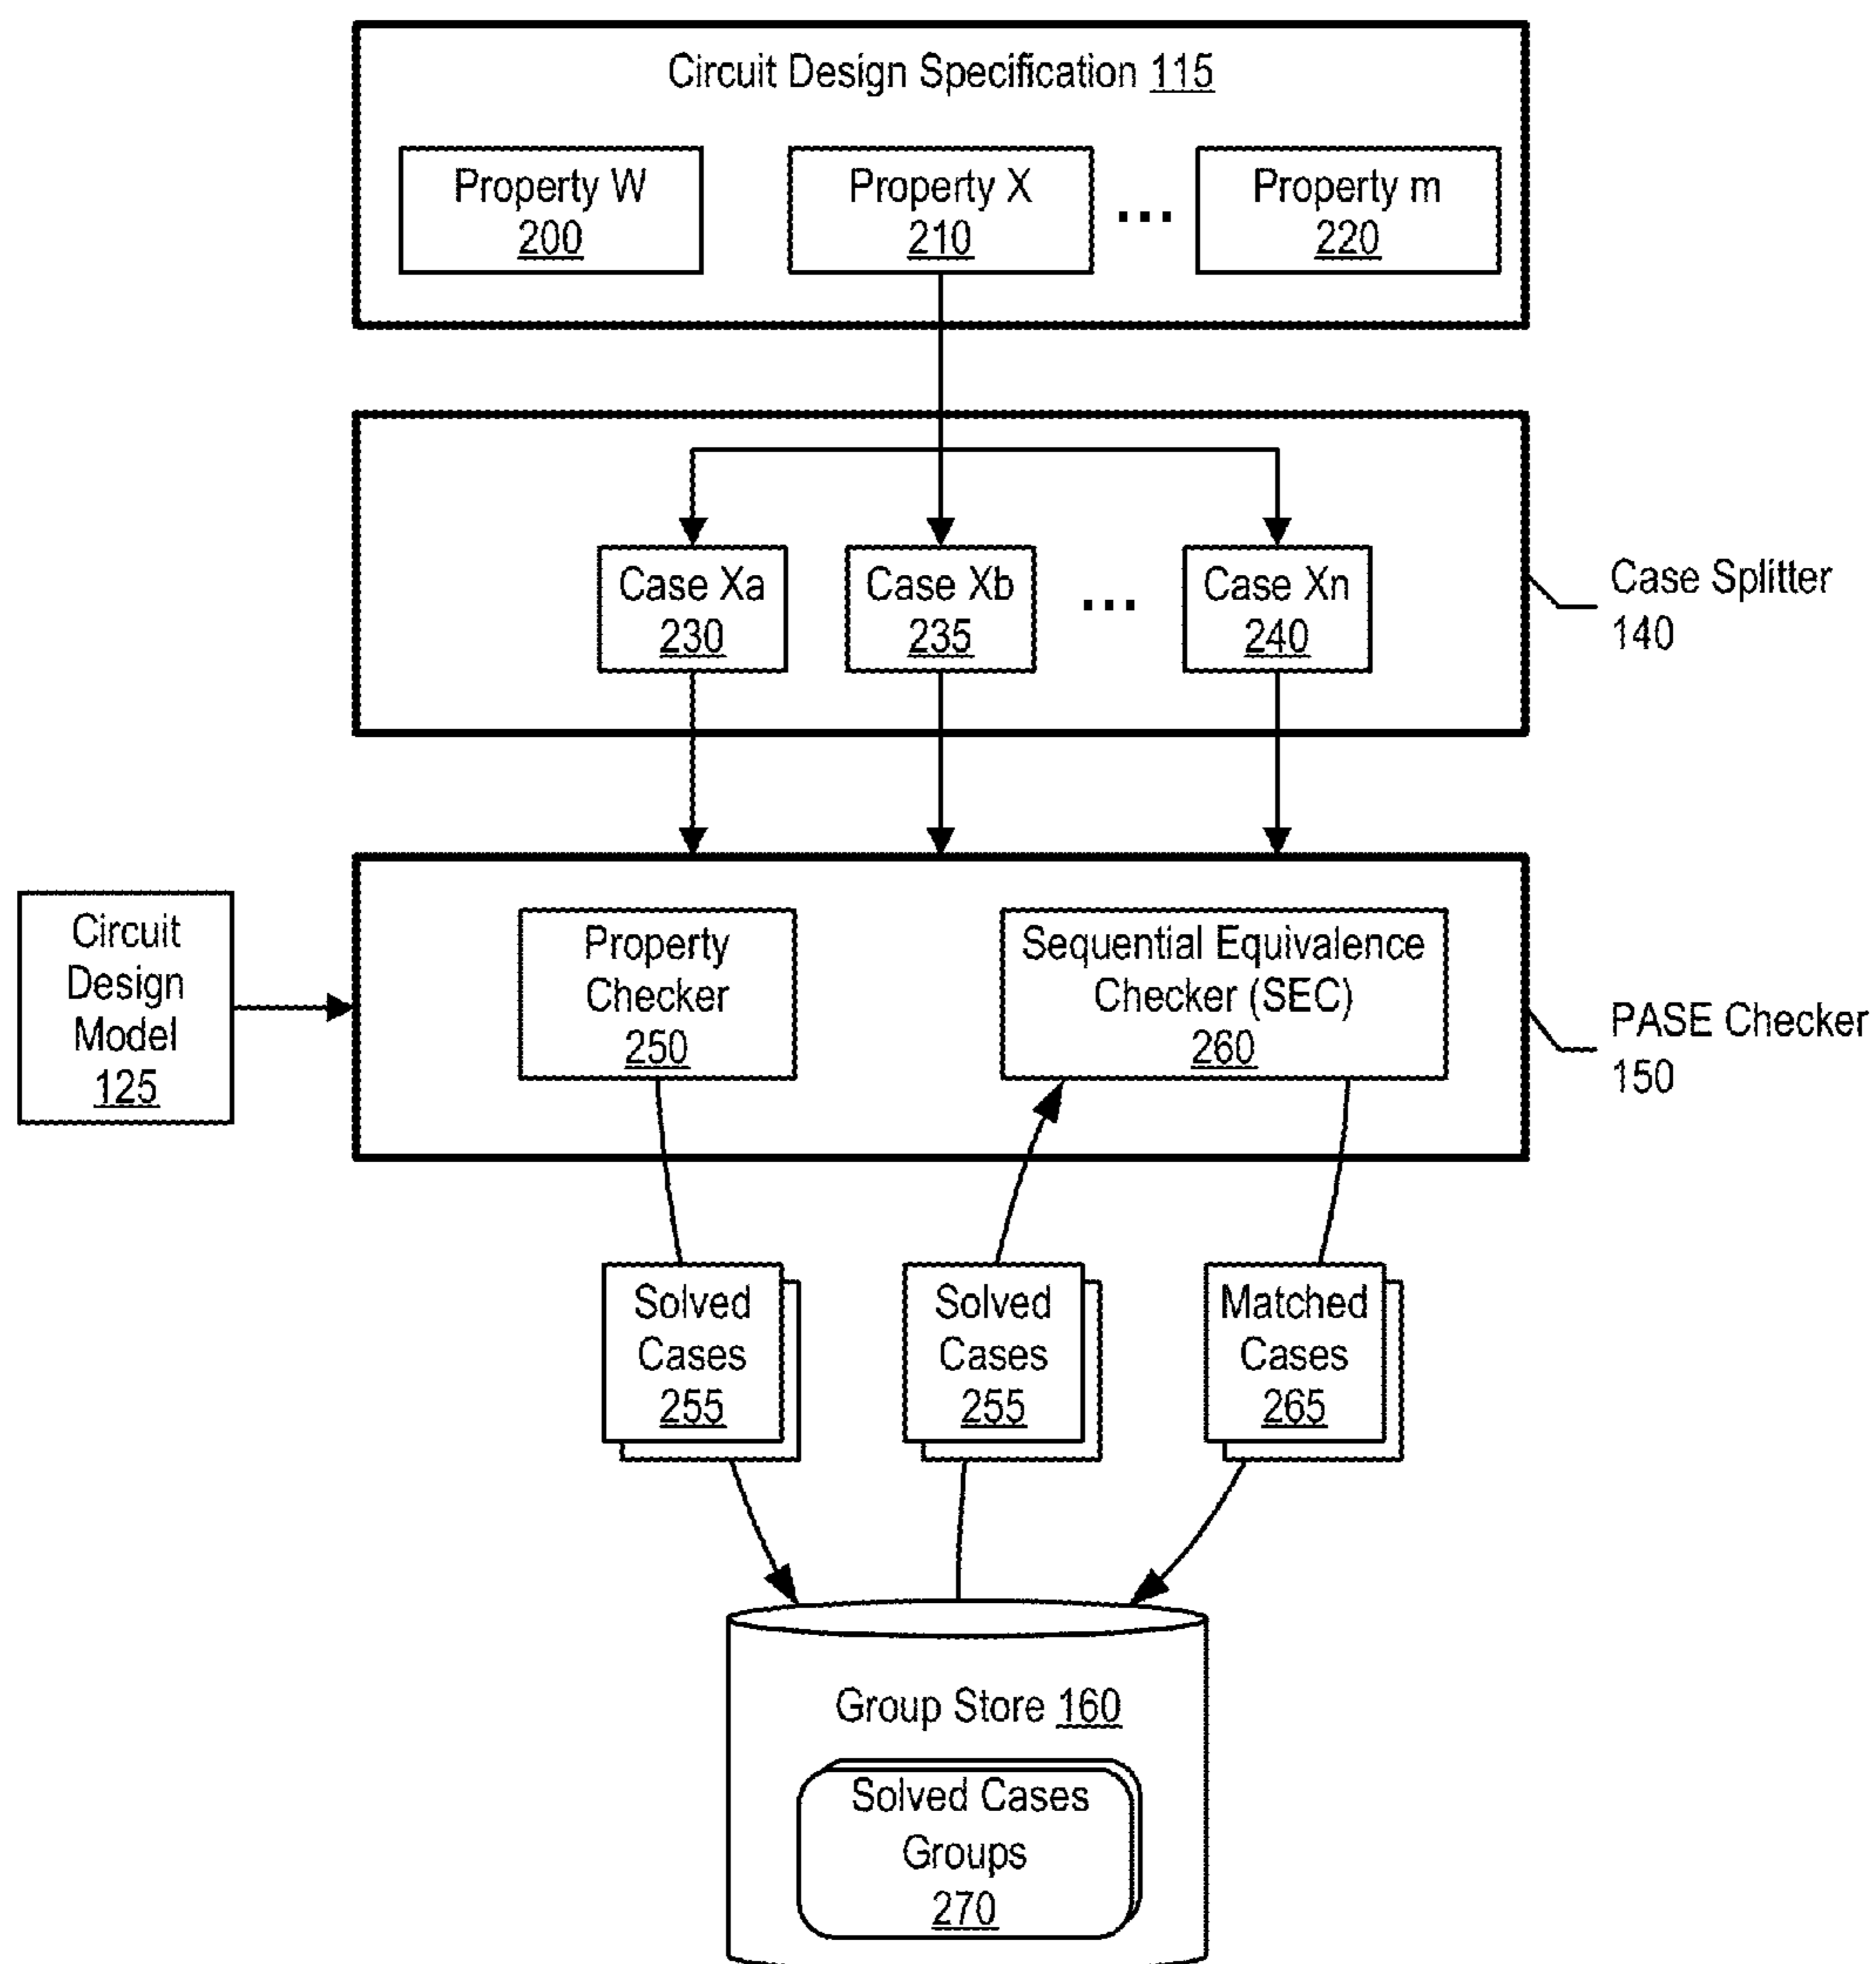 Circuit Design Specification 115
Property W
200
Property X
210
...
Property m
220
Case Xa
230
Case Xb
235
...
Case Xn
240
Case Splitter
140
Circuit
Design
Model
125
Property
Checker
250
Sequential Equivalence
Checker (SEC)
260
PASE Checker
150
Solved
Cases
255
Solved
Cases
255
Matched
Cases
265
Group Store 160
Solved Cases
Groups
270